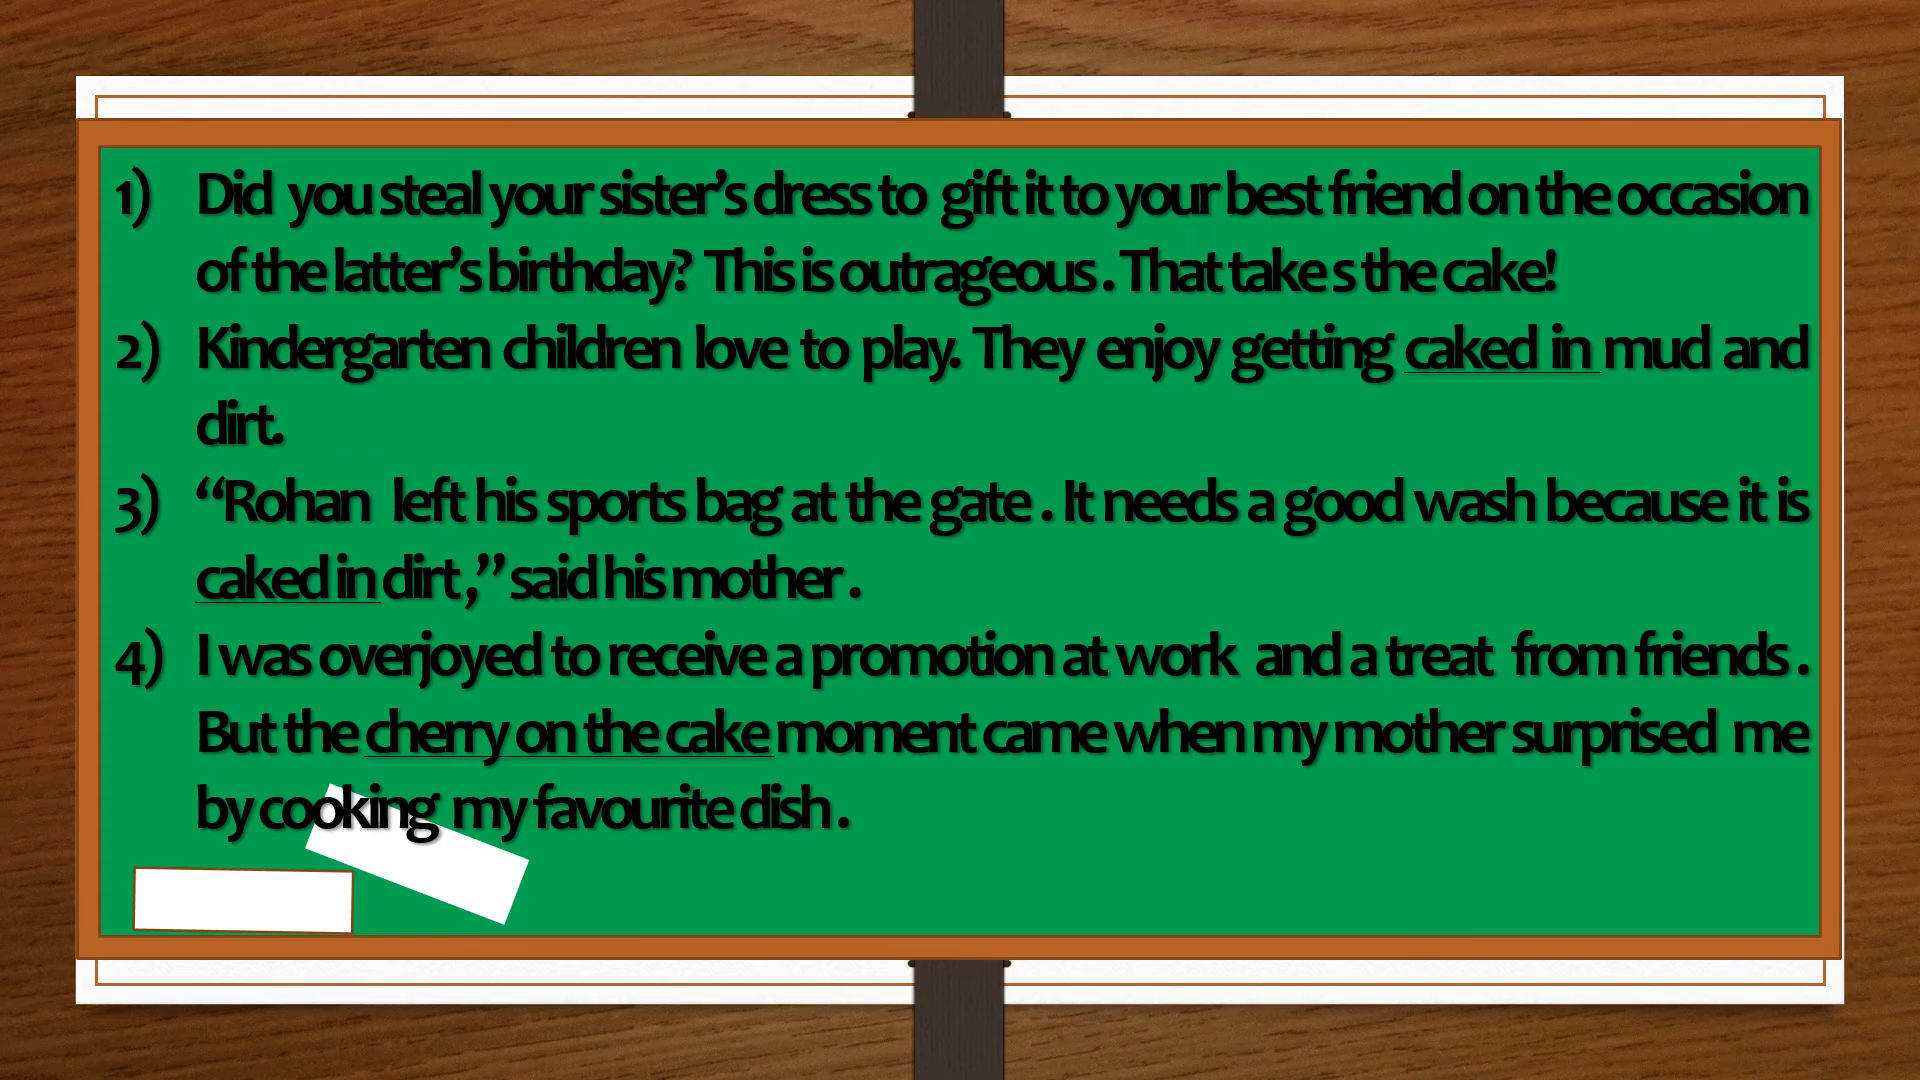 1) Did you steal your sister’s dress to gift it to your best friend on the occasion
of the latter’s birthday? This is outrageous . That take s the cake!
2) Kindergarten children love to play. They enjoy getting caked in mud and
dirt.
3) “Rohan left his sports bag at the gate . It needs a good wash because it is
caked in dirt ,” said his mother .
4) I was overjoyed to receive a promotion at work and a treat from friends .
But the cherry on the cake moment came when my mother surprised me
by cooking my favourite dish .